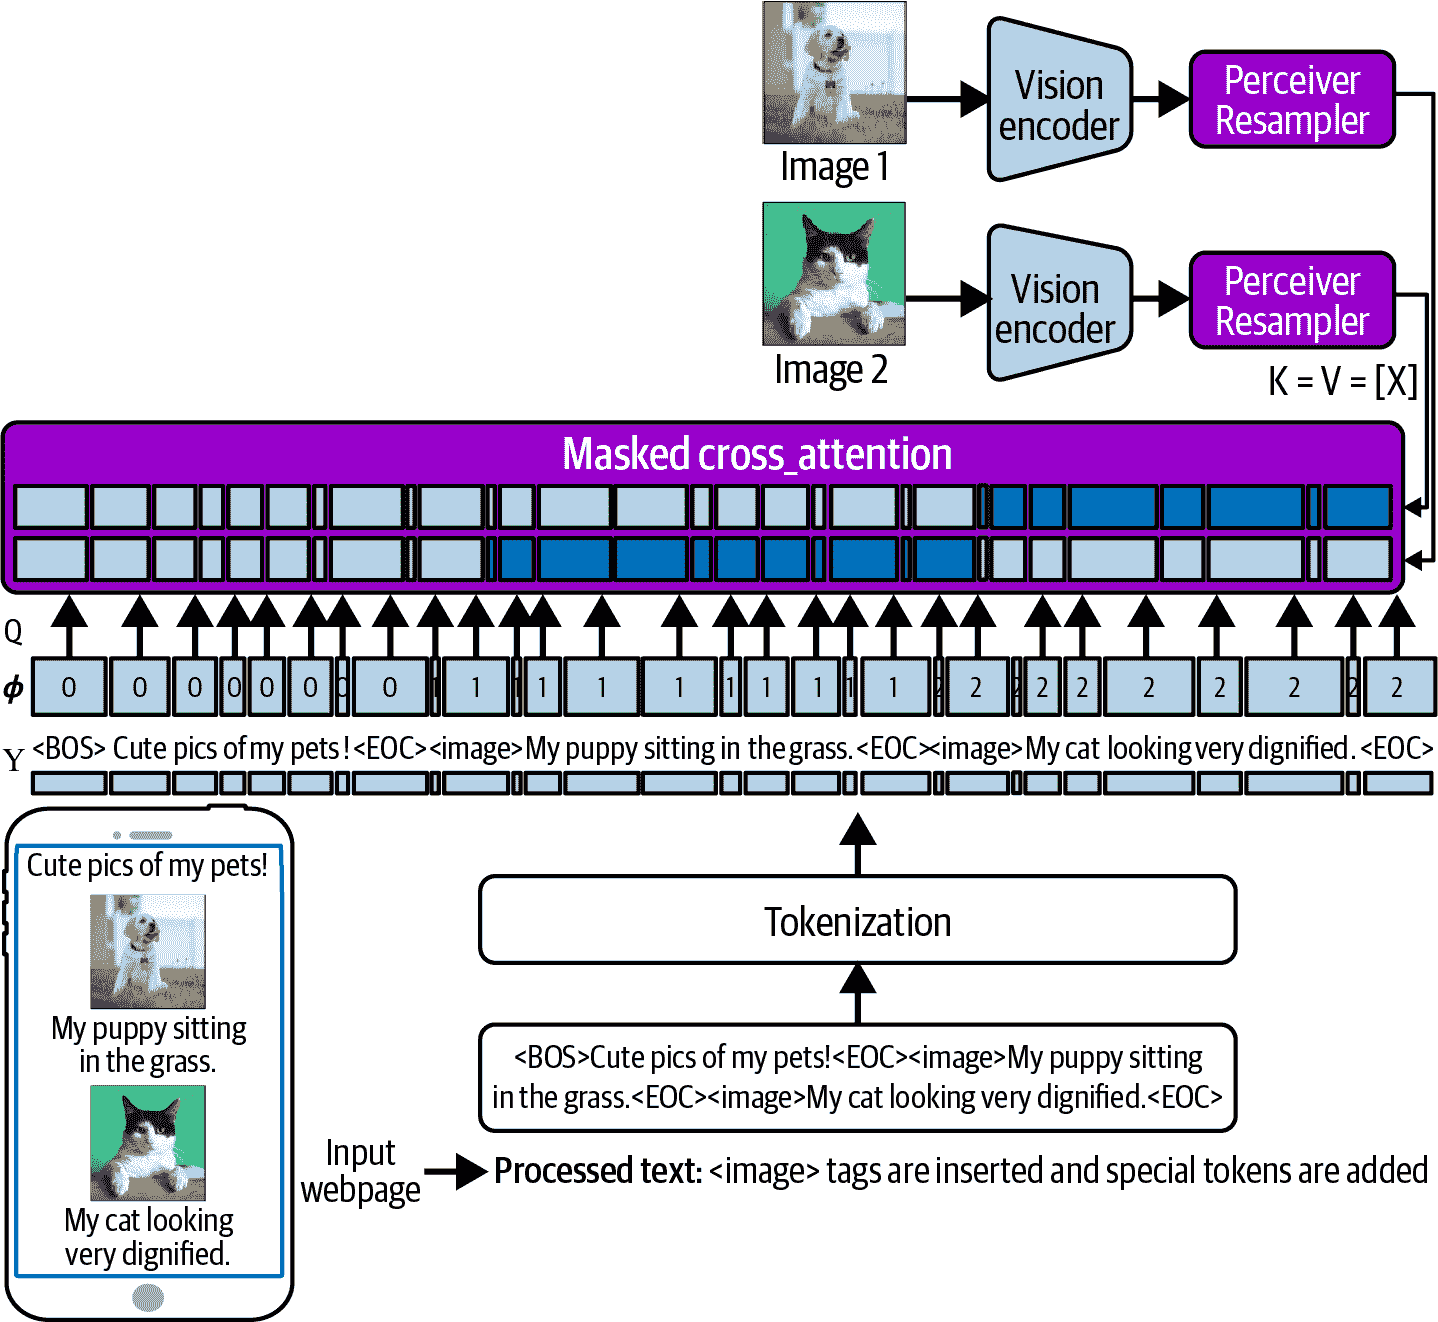 Image 1
Vision
encoder
Perceiver
Resampler
Image 2
Vision
encoder
Perceiver
Resampler
K = V = [X]
Masked cross_attention
Q
ϕ 0 0 0 0 0 0 0 0 1 1 1 1 1 1 1 1 1 1 1 2 2 2 2 2 2 2 2 2 2
Y <BOS> Cute pics of my pets! <EOC><image>My puppy sitting in the grass. <EOC><image>My cat looking very dignified. <EOC>
Cute pics of my pets!
My puppy sitting
in the grass.
My cat looking
very dignified.
Tokenization
<BOS>Cute pics of my pets!<EOC><image>My puppy sitting
in the grass.<EOC><image>My cat looking very dignified.<EOC>
Input
webpage
Processed text: <image> tags are inserted and special tokens are added